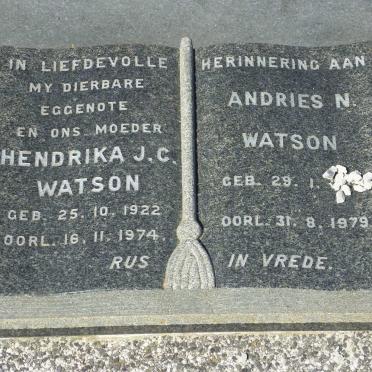 IN LIEFDEVOLLE HERINNERING AAN
MY DIERBARE
EGGENOTE
EN ONS MOEDER
HENDRIKA J.C.
WATSON
GEB. 25. 10. 1922
OORL. 16. 11. 1974.
ANDRIES N.
WATSON
GEB. 29. 1.
OORL. 31. 8. 1979
RUS IN VREDE.